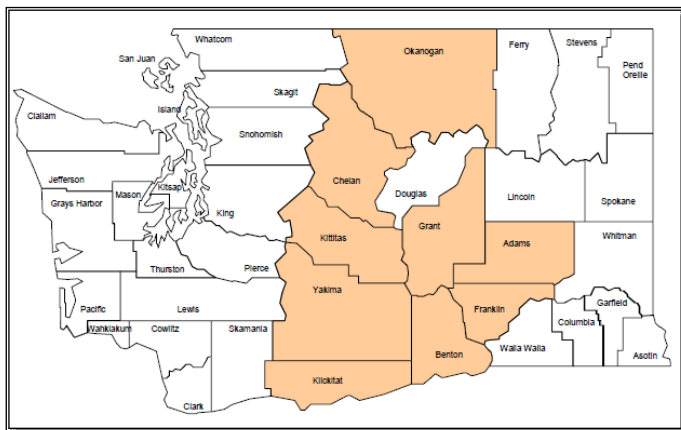 Whatcom
Okanogan
Ferry
Stevens
Pend
Oreille
San Juan
Skagit
Island
Clallam
Snohomish
Chelan
Jefferson
Kitsap
Mason
Grays Harbor
Douglas
Lincoln
Spokane
King
Grant
Kittitas
Adams
Whitman
Thurston
Pierce
Yakima
Pacific
Lewis
Franklin
Garfield
Wahkiakum
Cowlitz
Skamania
Columbia
Walla Walla
Benton
Asotin
Klickitat
Clark